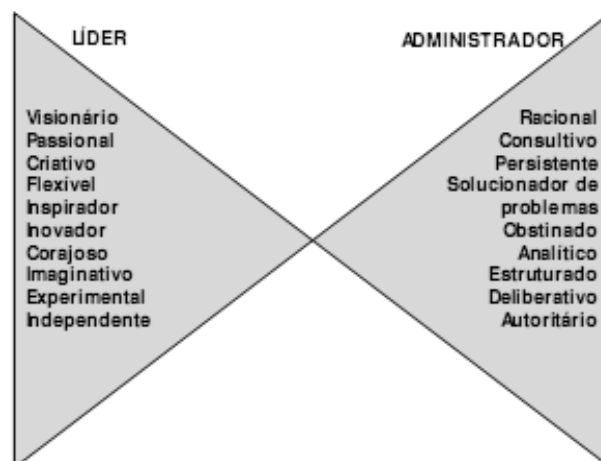 LÍDER
Visionário
Passional
Criativo
Flexível
Inspirador
Inovador
Corajoso
Imaginativo
Experimental
Independente
ADMINISTRADOR
Racional
Consultivo
Persistente
Solucionador de
problemas
Obstinado
Analítico
Estruturado
Deliberativo
Autoritário